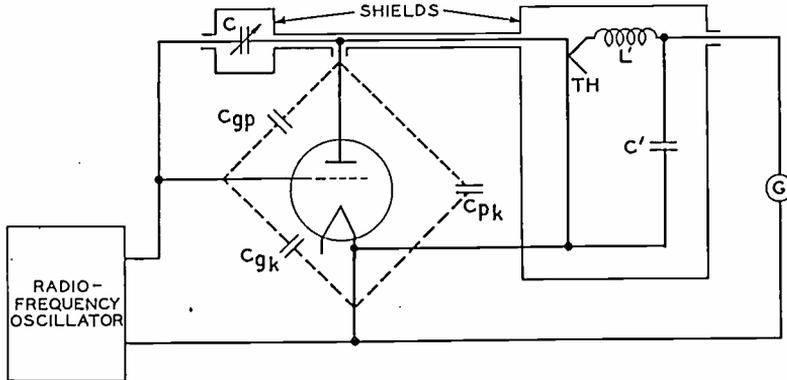 SHIELDS
C
L'
TH
Cgp
C'
G
Cpk
Cgk
RADIO-
FREQUENCY
OSCILLATOR